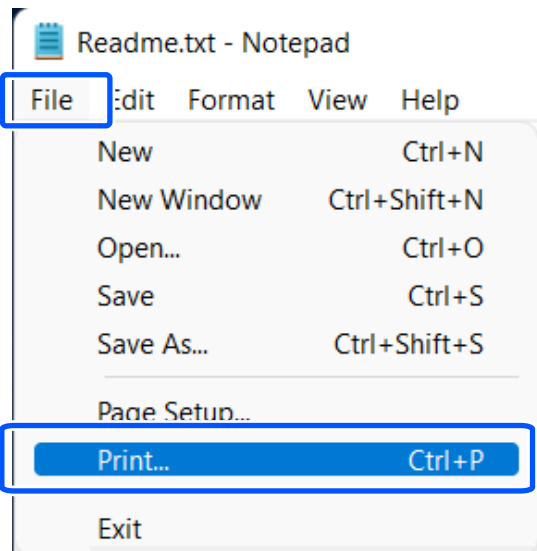 Readme.txt - Notepad
File Edit Format View Help
New Ctrl+N
New Window Ctrl+Shift+N
Open... Ctrl+O
Save Ctrl+S
Save As... Ctrl+Shift+S
Page Setup...
Print... Ctrl+P
Exit